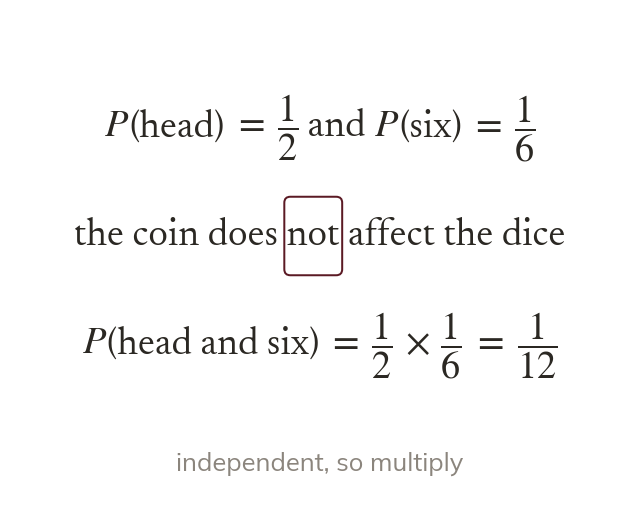 P(head) = 1/2 and P(six) = 1/6
the coin does not affect the dice
P(head and six) = 1/2 × 1/6 = 1/12
independent, so multiply